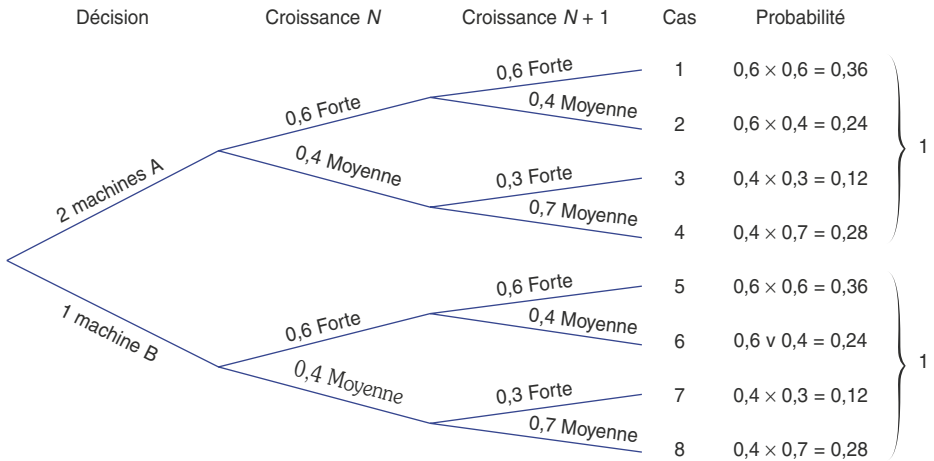 Décision Croissance N Croissance N + 1 Cas Probabilité
0,6 Forte 1 0,6 × 0,6 = 0,36
0,6 Forte 0,4 Moyenne 2 0,6 × 0,4 = 0,24
2 machines A 0,4 Moyenne 0,3 Forte 3 0,4 × 0,3 = 0,12
0,7 Moyenne 4 0,4 × 0,7 = 0,28
1
0,6 Forte 5 0,6 × 0,6 = 0,36
1 machine B 0,6 Forte 0,4 Moyenne 6 0,6 v 0,4 = 0,24
0,4 Moyenne 0,3 Forte 7 0,4 × 0,3 = 0,12
0,7 Moyenne 8 0,4 × 0,7 = 0,28
1